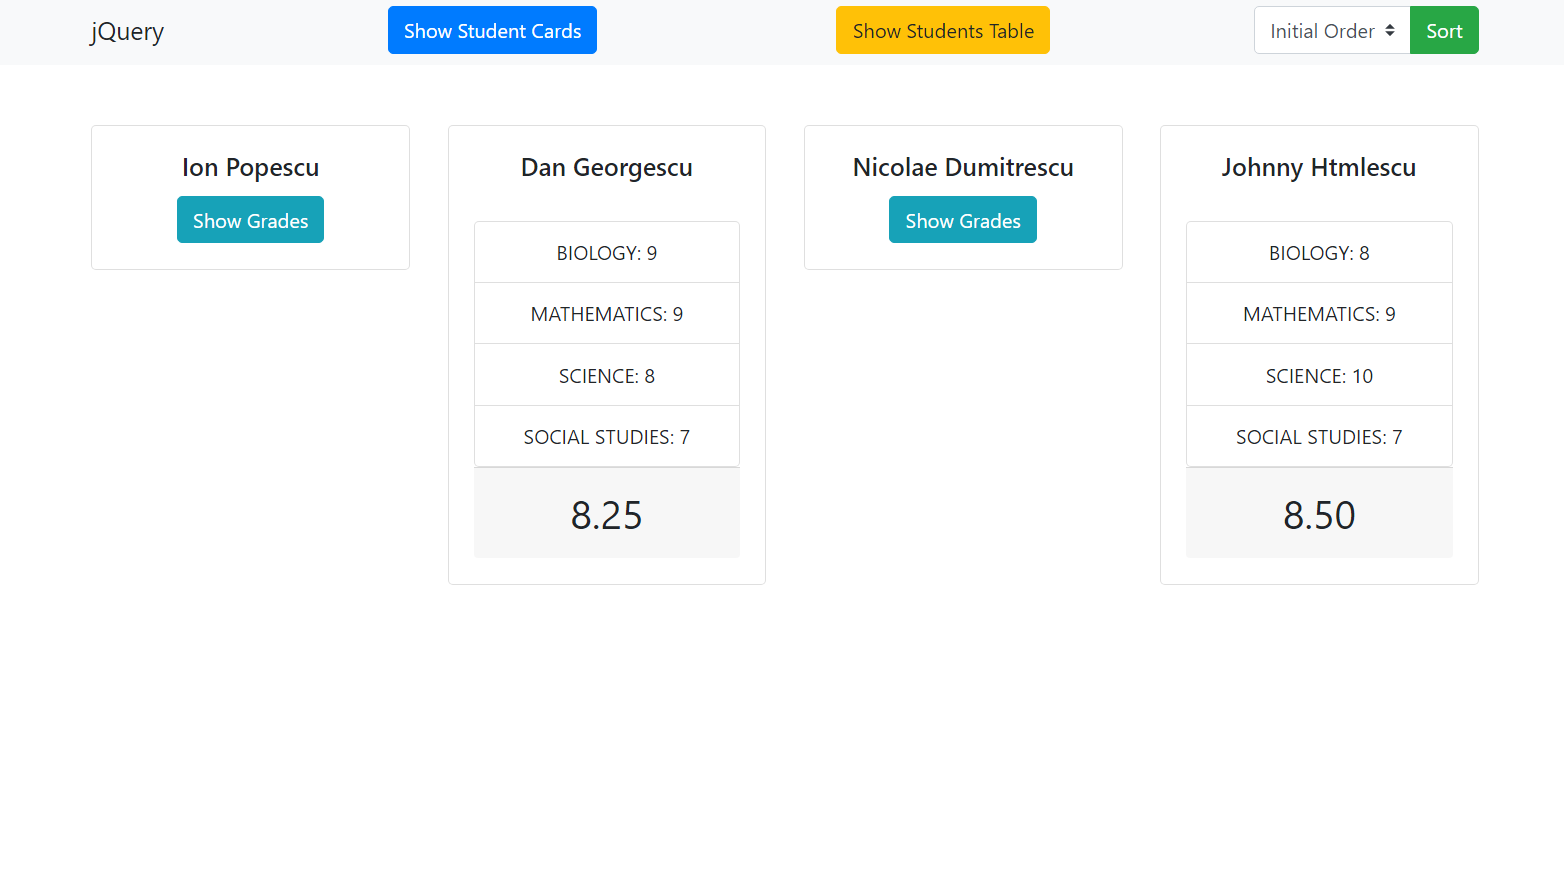 jQuery
Show Student Cards
Show Students Table
Initial Order
Sort
Ion Popescu
Show Grades
Dan Georgescu
BIOLOGY: 9
MATHEMATICS: 9
SCIENCE: 8
SOCIAL STUDIES: 7
8.25
Nicolae Dumitrescu
Show Grades
Johnny Htmlescu
BIOLOGY: 8
MATHEMATICS: 9
SCIENCE: 10
SOCIAL STUDIES: 7
8.50